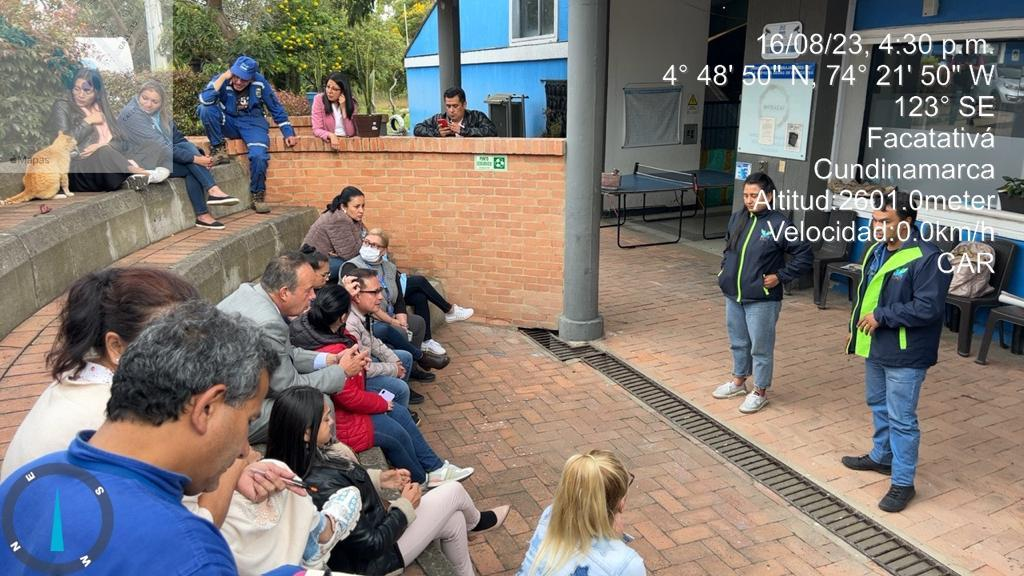 16/08/23, 4:30 p.m.
4° 48' 50" N, 74° 21' 50" W
123° SE
Facatativá
Cundinamarca
Altitud:2601.0meter
Velocidad:0.0km/h
CAR
Mapas
PUNTO
N
E
S
W